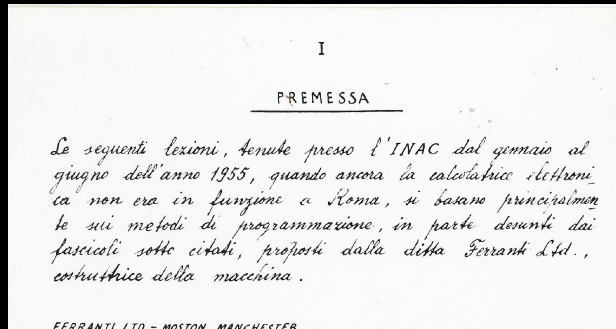 I
PREMESSA
Le seguenti lezioni, tenute presso l'INAC dal gennaio al
giugno dell'anno 1955, quando ancora la calcolatrice elettroni_
ca non era in funzione a Roma, si basano principalmen_
te sui metodi di programmazione, in parte desunti dai
fascicoli sotto citati, proposti dalla ditta Ferranti Ltd.,
costruttrice della macchina.
FERRANTI LTD - MOSTON, MANCHESTER